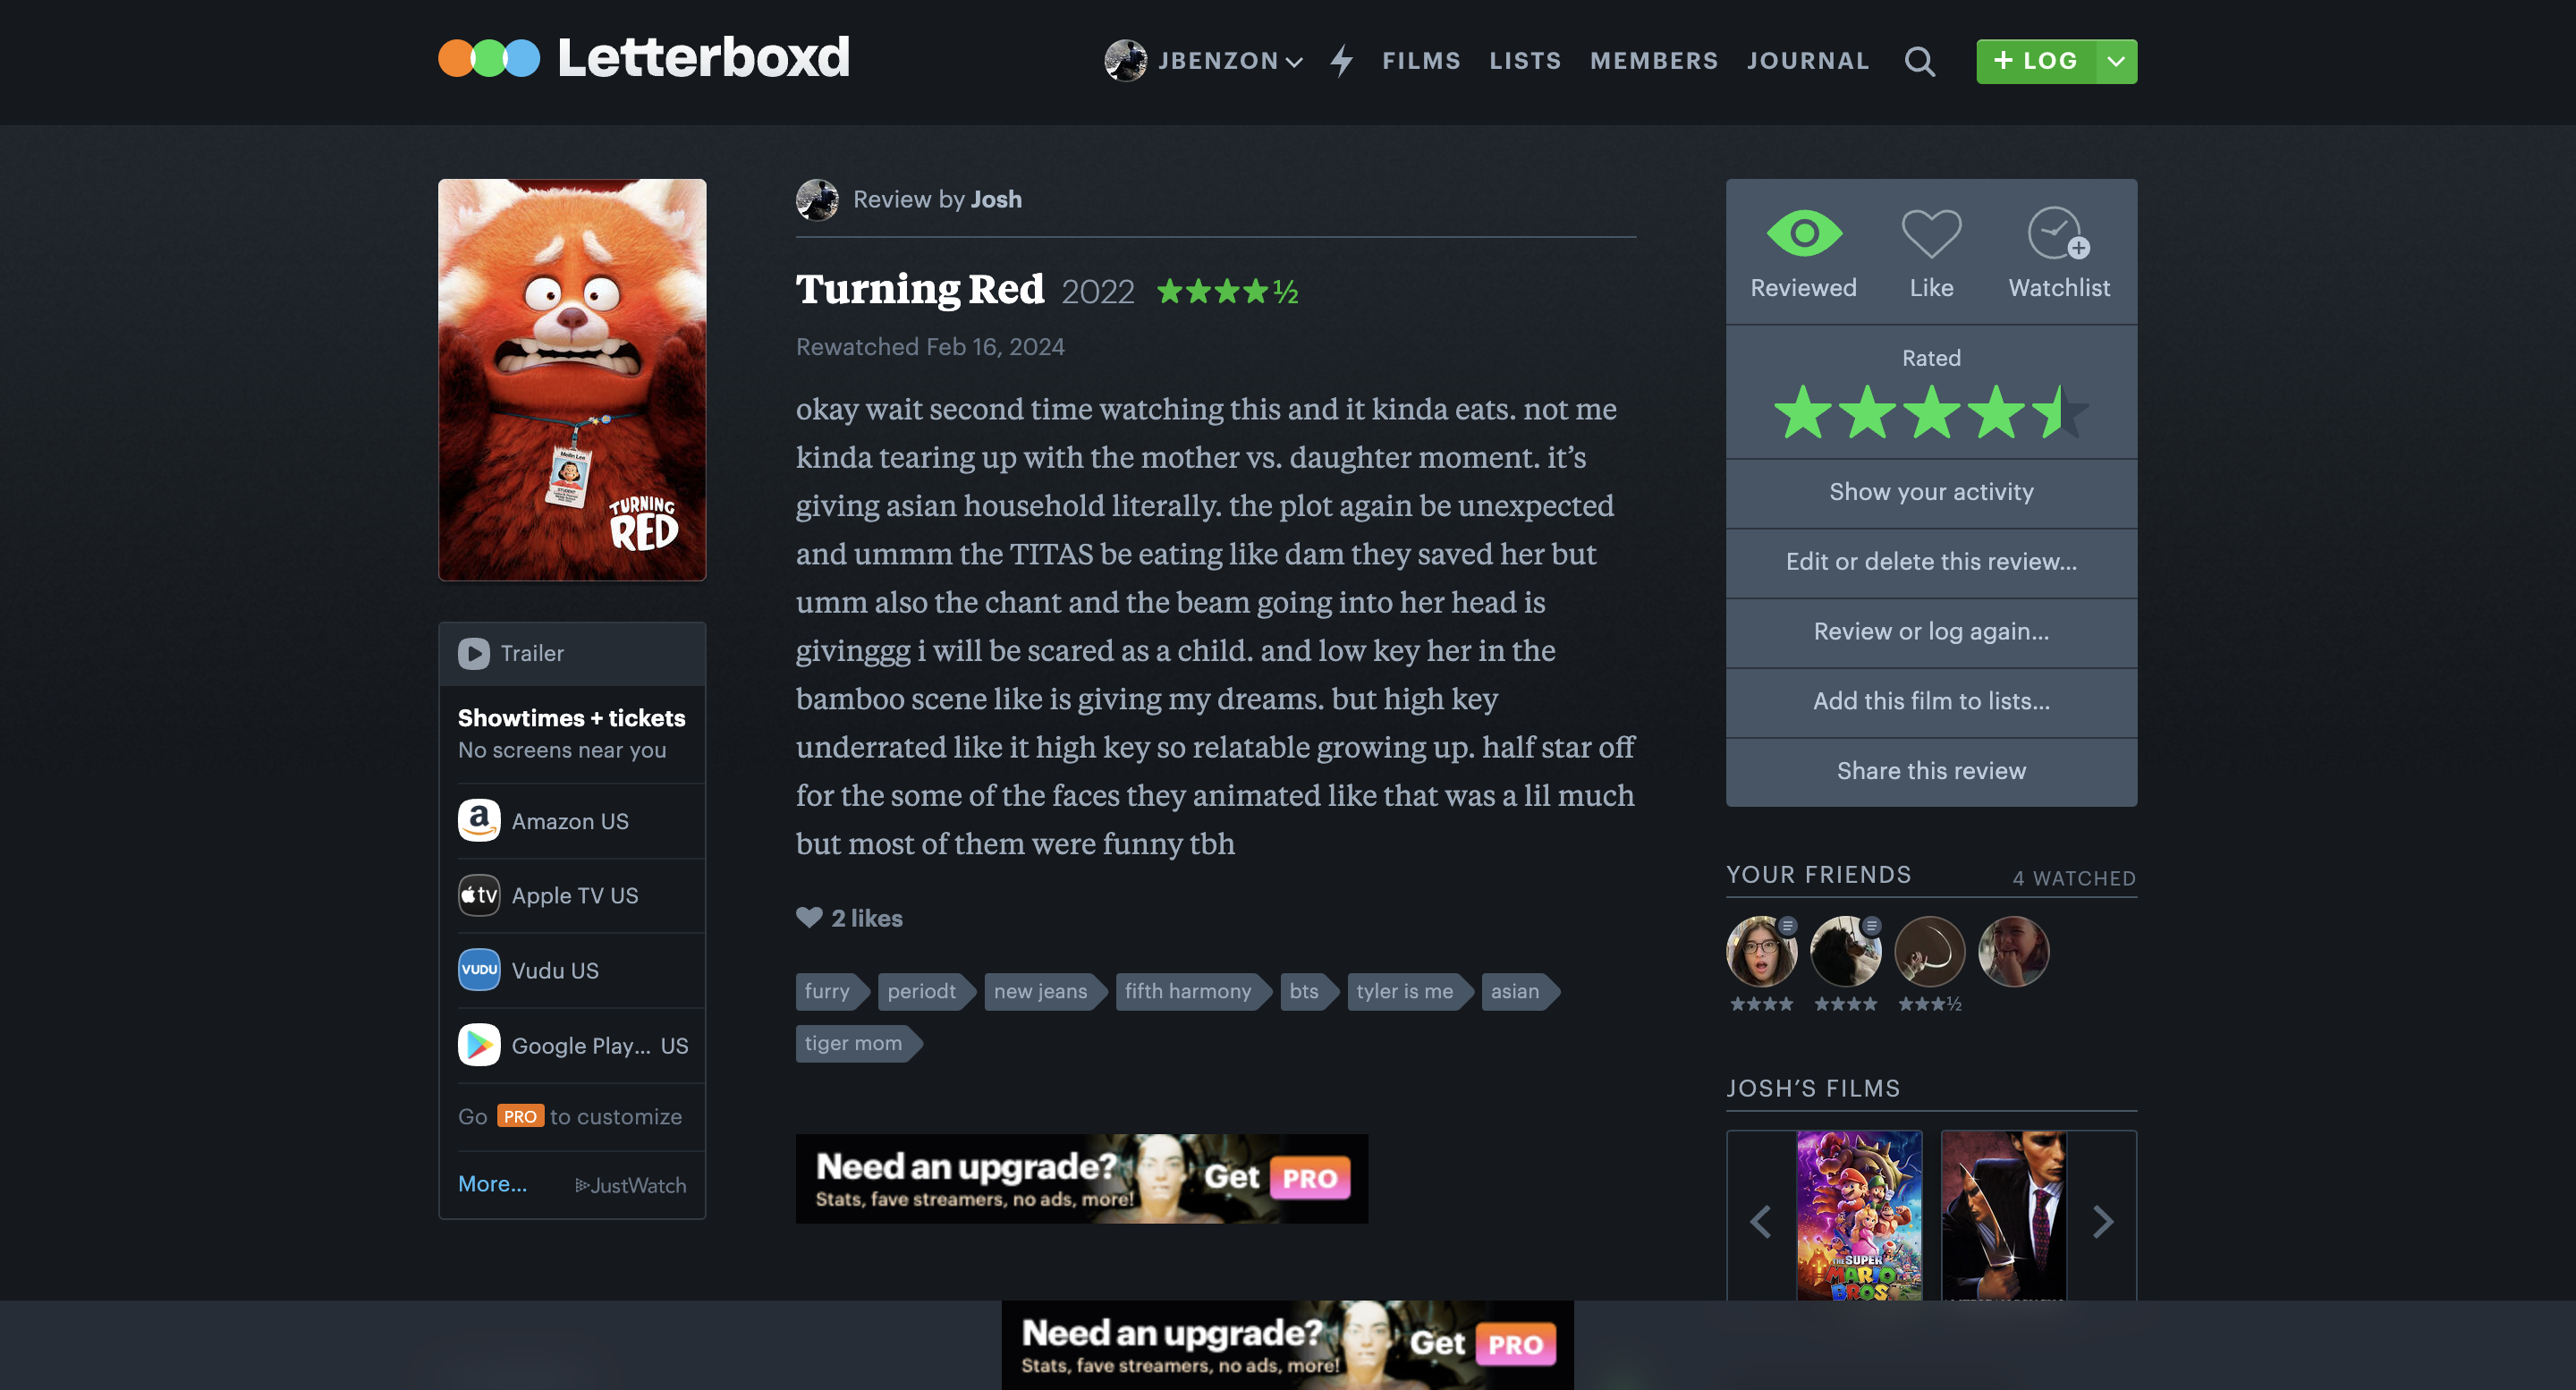 Letterboxd
JBENZON
FILMS
LISTS
MEMBERS
JOURNAL
+ LOG
TURNING
RED
Trailer
Showtimes + tickets
No screens near you
a
Amazon US
tv
Apple TV US
VUDU
Vudu US
Google Play... US
Go PRO to customize
More...
JustWatch
Review by Josh
Turning Red 2022 ★★★★½
Rewatched Feb 16, 2024
okay wait second time watching this and it kinda eats. not me
kinda tearing up with the mother vs. daughter moment. it’s
giving asian household literally. the plot again be unexpected
and ummm the TITAS be eating like dam they saved her but
umm also the chant and the beam going into her head is
givinggg i will be scared as a child. and low key her in the
bamboo scene like is giving my dreams. but high key
underrated like it high key so relatable growing up. half star off
for the some of the faces they animated like that was a lil much
but most of them were funny tbh
2 likes
furry
periodt
new jeans
fifth harmony
bts
tyler is me
asian
tiger mom
Need an upgrade?
Stats, fave streamers, no ads, more!
Get PRO
Reviewed
Like
Watchlist
Rated
Show your activity
Edit or delete this review...
Review or log again...
Add this film to lists...
Share this review
YOUR FRIENDS
4 WATCHED
★★★★
★★★★
★★★½
JOSH’S FILMS
THE SUPER
MARIO
BROS
Need an upgrade?
Stats, fave streamers, no ads, more!
Get PRO